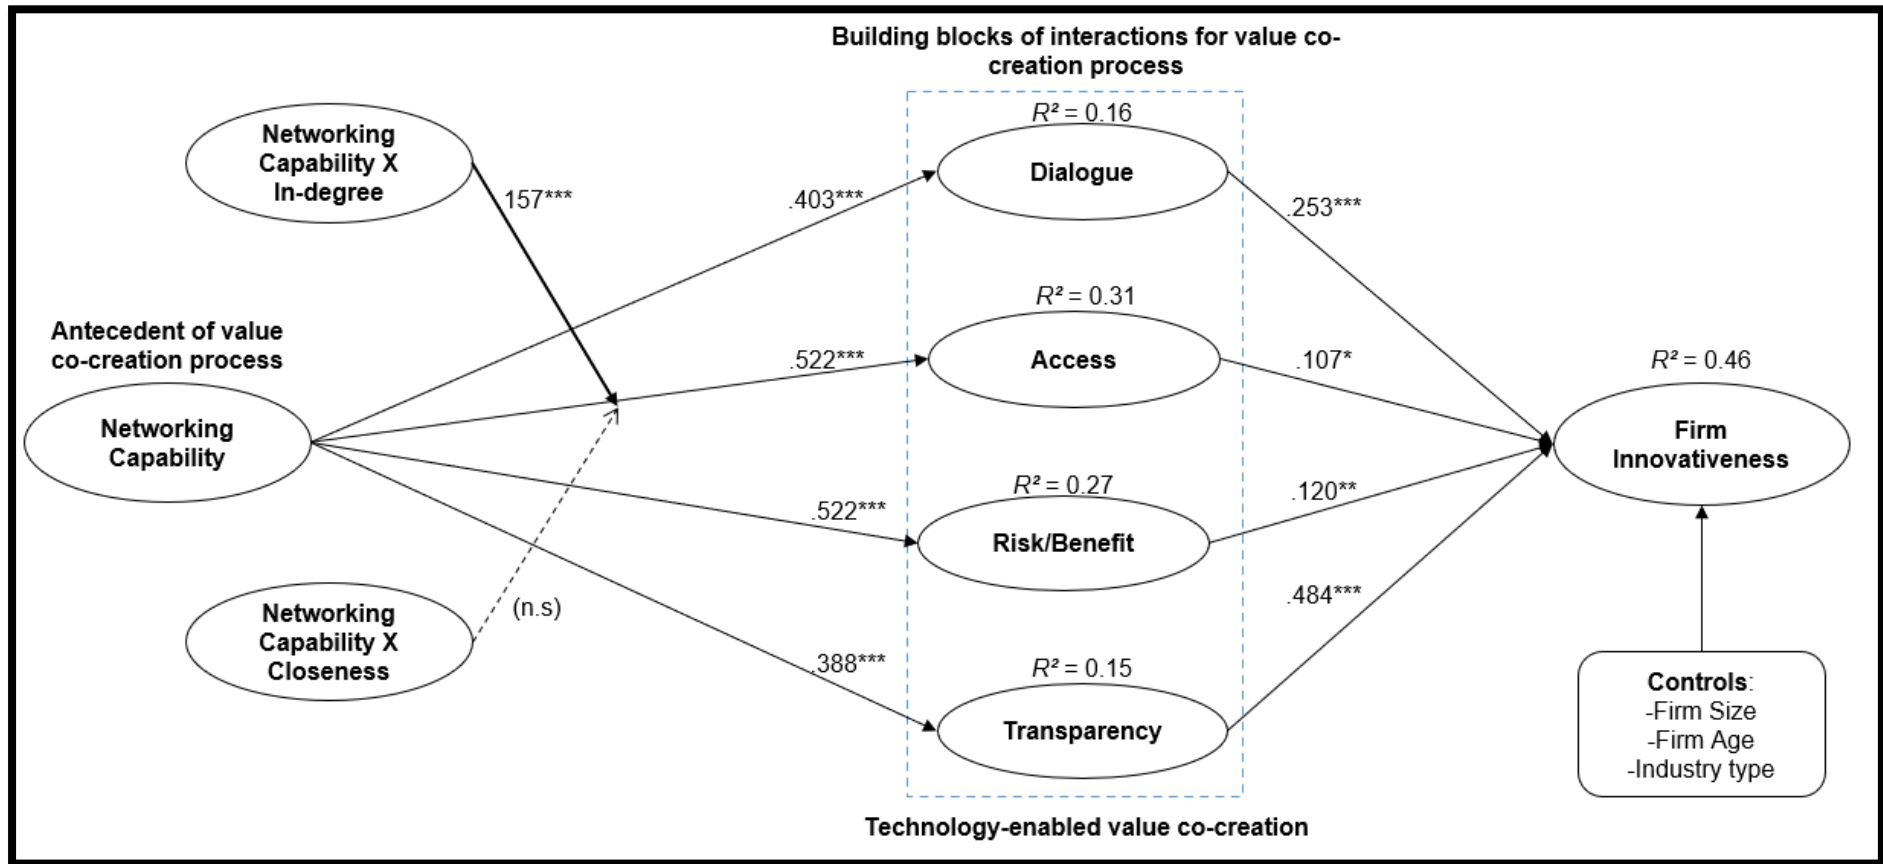 Building blocks of interactions for value co-
creation process
R² = 0.16
Networking
Capability X
In-degree
Dialogue
157***
.403***
.253***
R² = 0.31
Antecedent of value
co-creation process
.522***
Access
.107*
R² = 0.46
Networking
Capability
Firm
Innovativeness
R² = 0.27
.522***
.120**
Risk/Benefit
Networking
Capability X
Closeness
(n.s)
.484***
.388***
R² = 0.15
Transparency
Controls:
-Firm Size
-Firm Age
-Industry type
Technology-enabled value co-creation